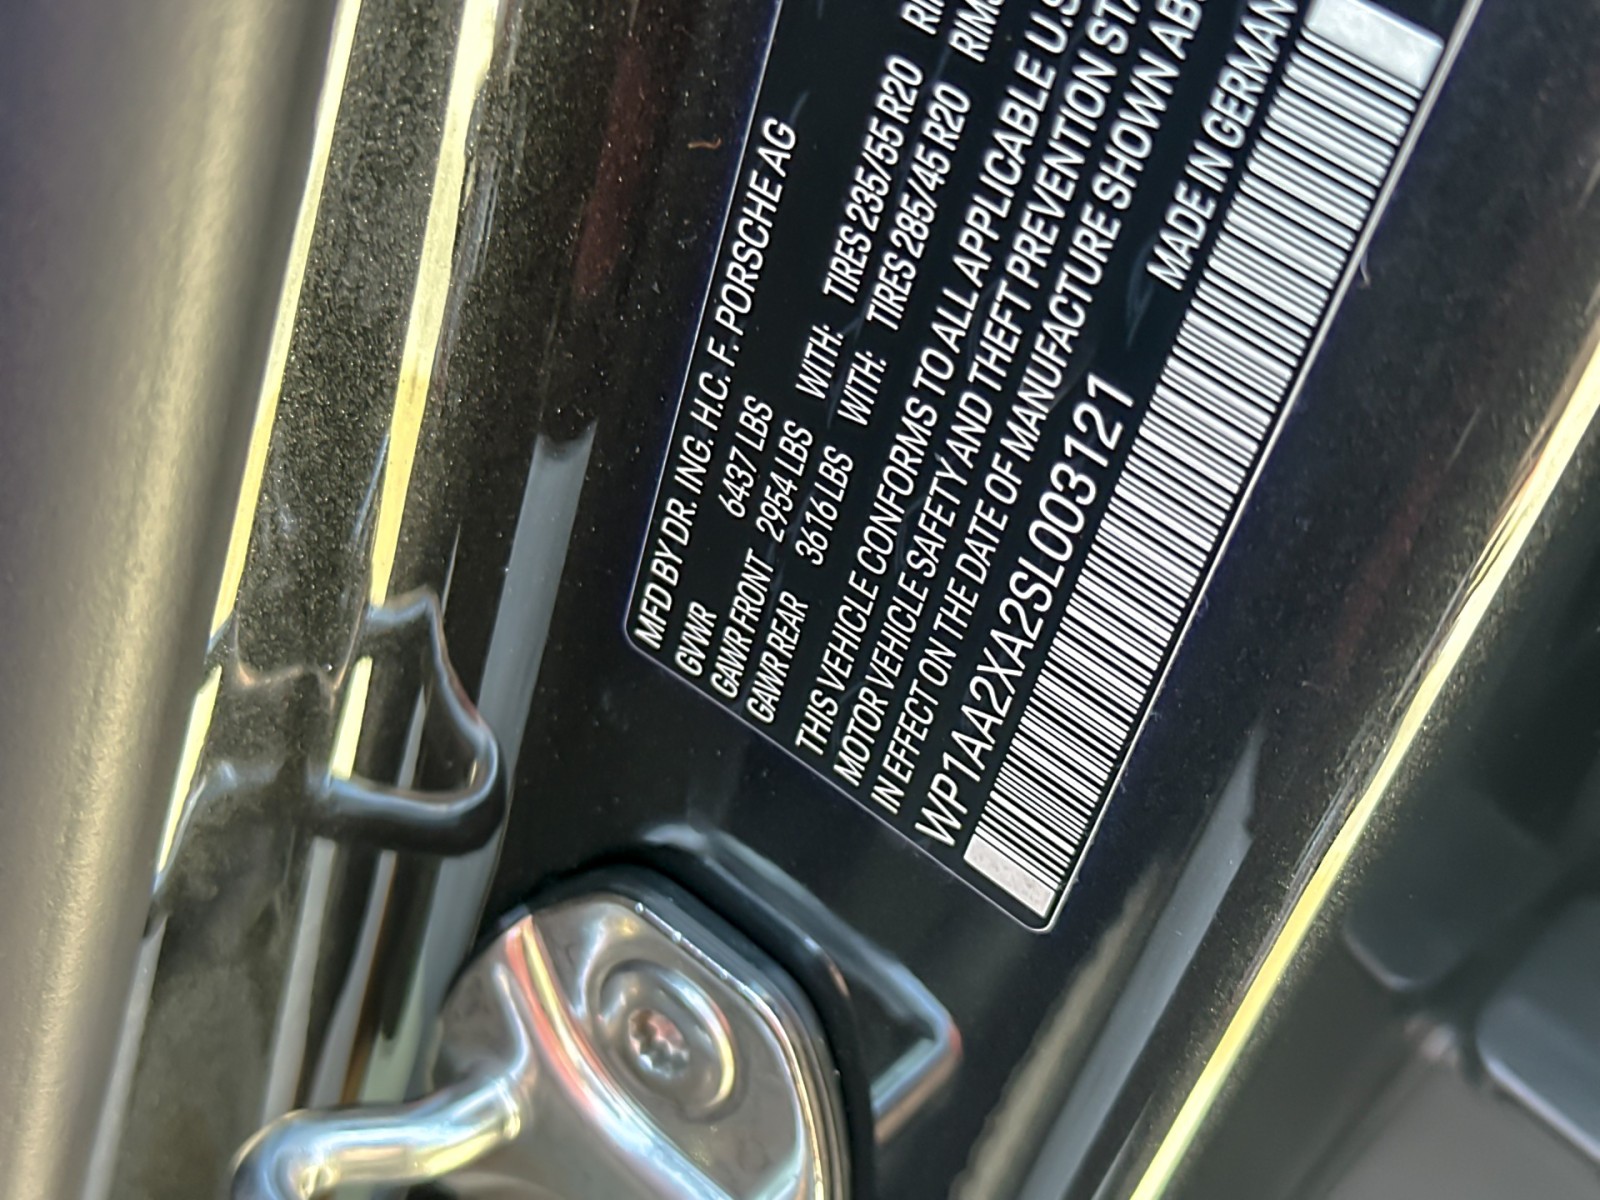 MFD BY DR. ING. H.C. F. PORSCHE AG
GVWR 6437 LBS
GAWR FRONT 2954 LBS WITH: TIRES 235/55 R20
GAWR REAR 3616 LBS WITH: TIRES 285/45 R20
THIS VEHICLE CONFORMS TO ALL APPLICABLE U.S
MOTOR VEHICLE SAFETY AND THEFT PREVENTION
IN EFFECT ON THE DATE OF MANUFACTURE SHOWN
MADE IN GERMAN
WP1AA2XA2SL003121